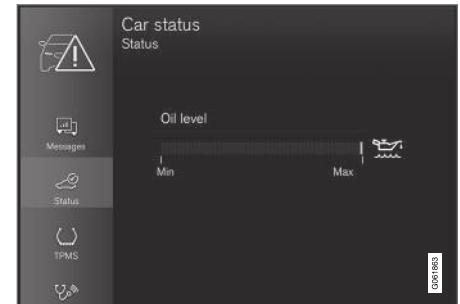 Car status
Status
Oil level
Min Max
Messages
Status
TPMS
G061863